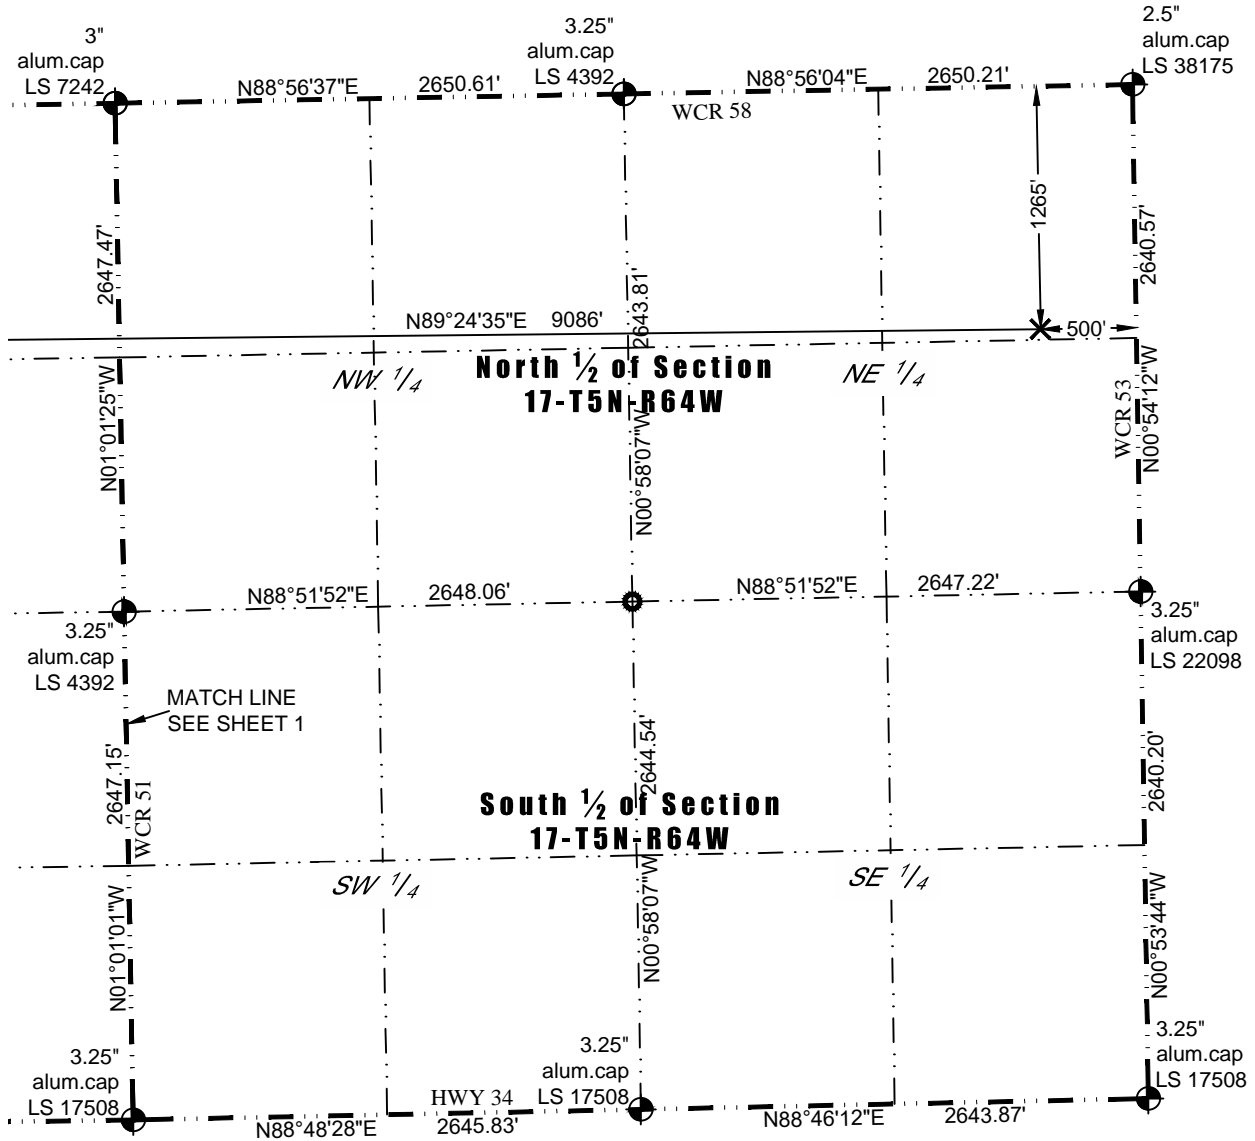 3"
alum.cap
LS 7242
3.25"
alum.cap
LS 4392
2.5"
alum.cap
LS 38175
N88°56'37"E 2650.61'
N88°56'04"E 2650.21'
WCR 58
2647.47'
2643.81'
1265'
2640.57'
N89°24'35"E 9086'
500'
NW 1/4
North ½ of Section
17-T5N-R64W
NE 1/4
N01°01'25"W
N00°58'07"W
WCR 53
N00°54'12"W
N88°51'52"E 2648.06'
N88°51'52"E 2647.22'
3.25"
alum.cap
LS 4392
3.25"
alum.cap
LS 22098
MATCH LINE
SEE SHEET 1
2647.15'
WCR 51
2644.54'
2640.20'
South ½ of Section
17-T5N-R64W
SW 1/4
SE 1/4
N01°01'01"W
N00°58'07"W
N00°53'44"W
3.25"
alum.cap
LS 17508
3.25"
alum.cap
LS 17508
3.25"
alum.cap
LS 17508
HWY 34
N88°48'28"E 2645.83'
N88°46'12"E 2643.87'